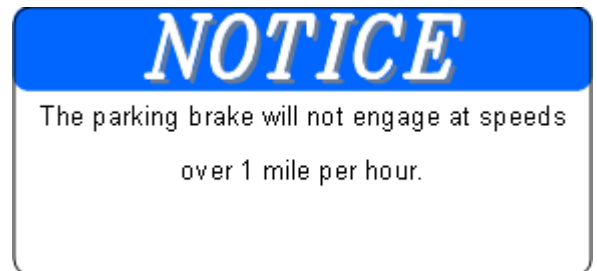 NOTICE
The parking brake will not engage at speeds
over 1 mile per hour.